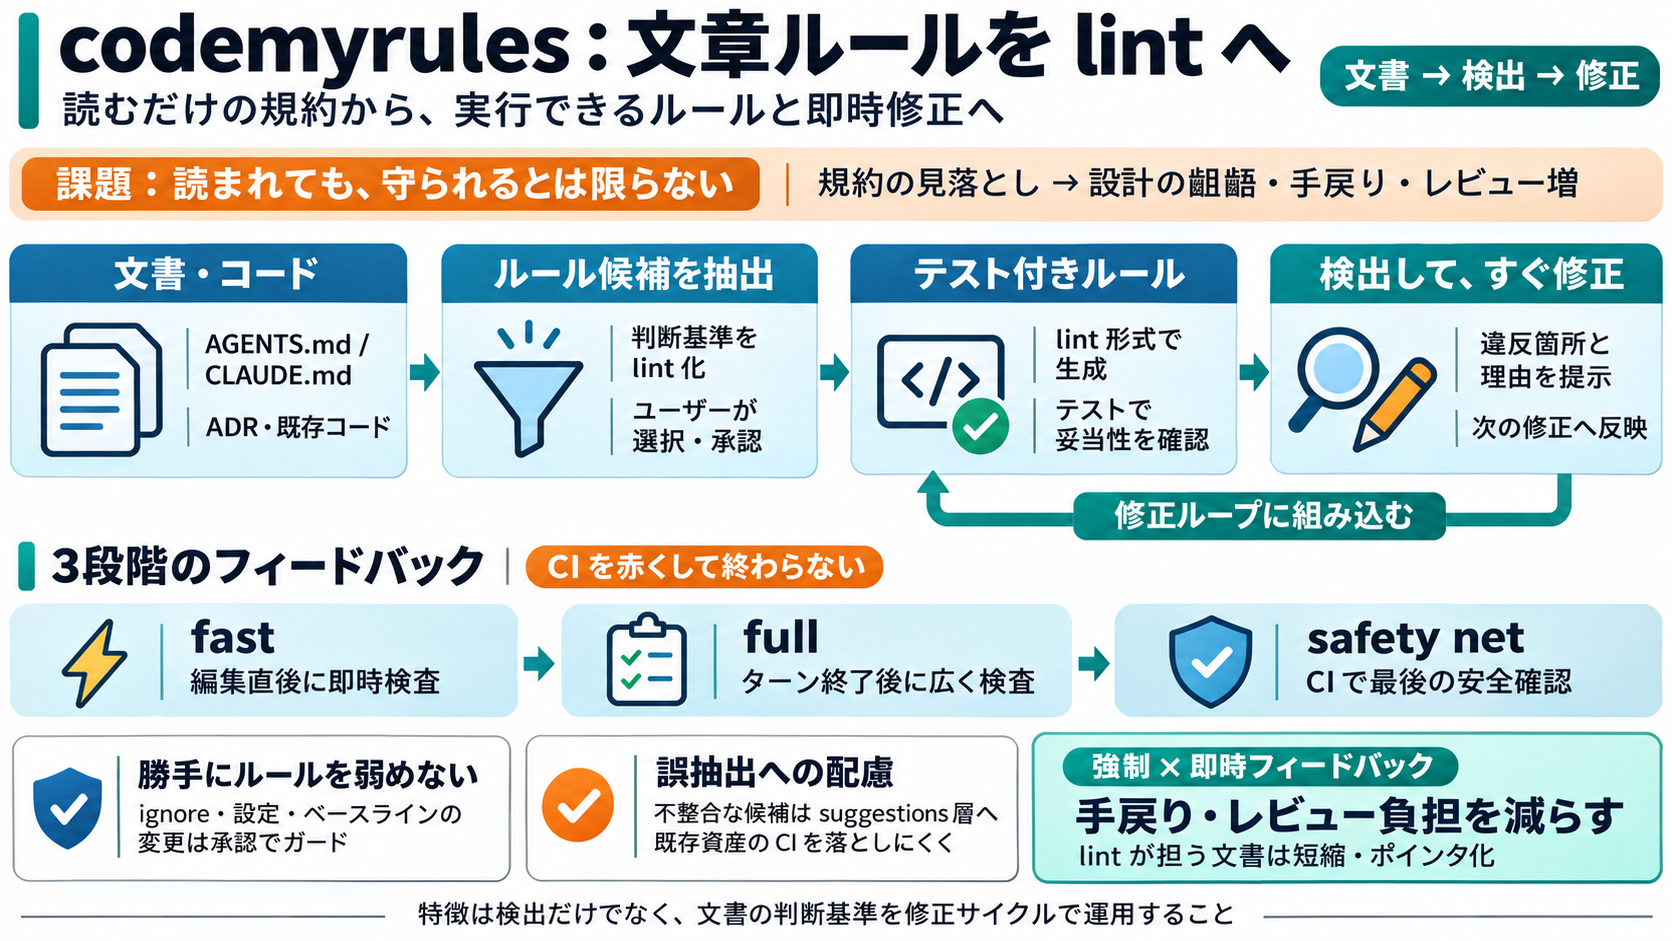 codemyrules：文章ルールを lint へ
読むだけの規約から、実行できるルールと即時修正へ
文書 → 検出 → 修正
課題：読まれても、守られるとは限らない
規約の見落とし → 設計の齟齬・手戻り・レビュー増
文書・コード
AGENTS.md /
CLAUDE.md
ADR・既存コード
ルール候補を抽出
判断基準を
lint 化
ユーザーが
選択・承認
テスト付きルール
</>
lint 形式で
生成
テストで
妥当性を確認
検出して、すぐ修正
違反箇所と
理由を提示
次の修正へ反映
修正ループに組み込む
3段階のフィードバック
CI を赤くして終わらない
fast
編集直後に即時検査
full
ターン終了後に広く検査
safety net
CI で最後の安全確認
勝手にルールを弱めない
ignore・設定・ベースラインの
変更は承認でガード
誤抽出への配慮
不整合な候補は suggestions 層へ
既存資産の CI を落としにくく
強制 × 即時フィードバック
手戻り・レビュー負担を減らす
lint が担う文書は短縮・ポインタ化
特徴は検出だけでなく、文書の判断基準を修正サイクルで運用すること